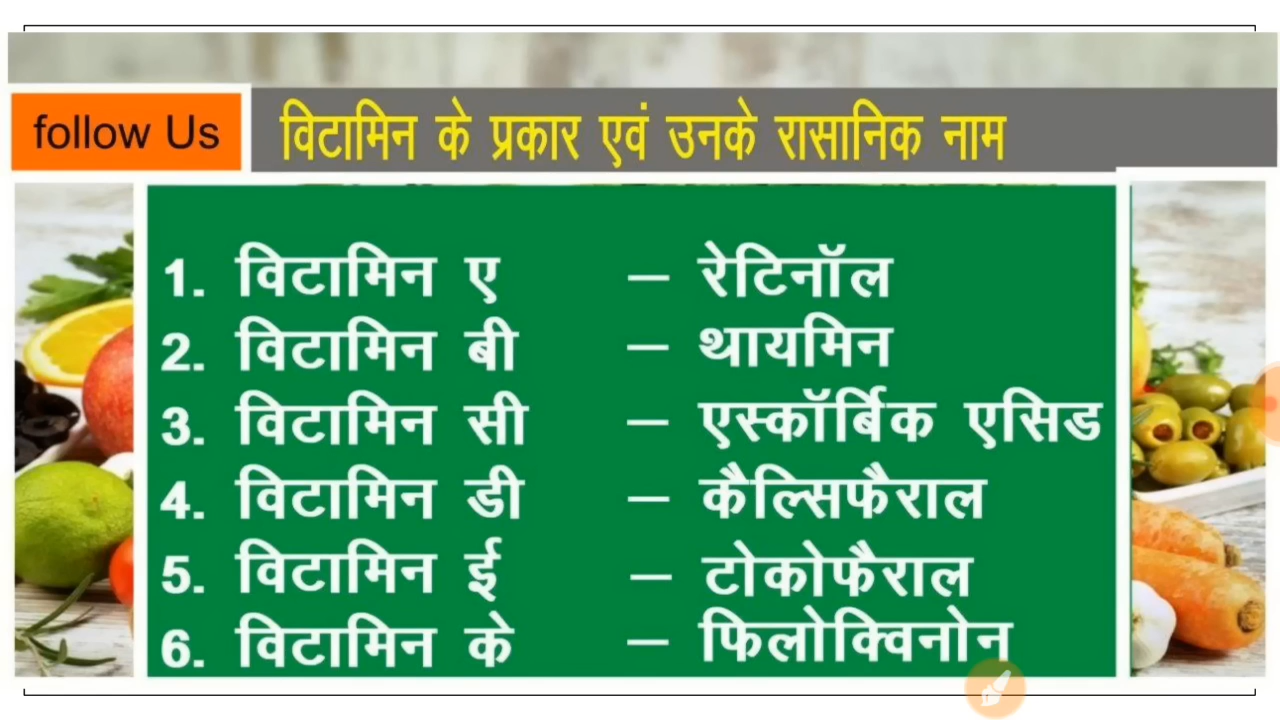 follow Us
विटामिन के प्रकार एवं उनके रासानिक नाम
1. विटामिन ए – रेटिनॉल
2. विटामिन बी – थायमिन
3. विटामिन सी – एस्कॉर्बिक एसिड
4. विटामिन डी – कैल्सिफैराल
5. विटामिन ई – टोकोफैराल
6. विटामिन के – फिलोक्विनोन